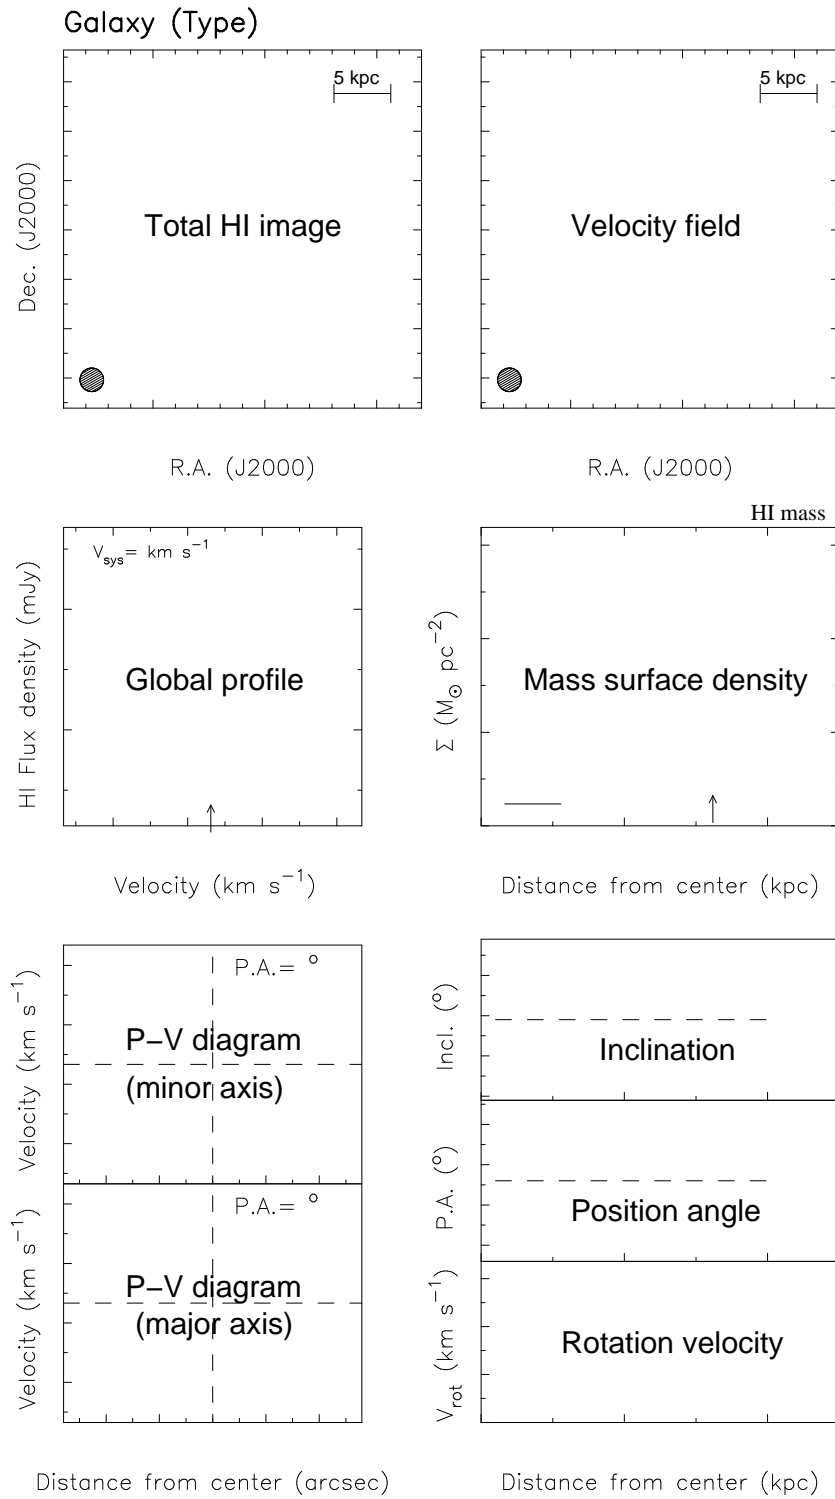 Galaxy (Type)
5 kpc
Total HI image
Dec. (J2000)
R.A. (J2000)
5 kpc
Velocity field
R.A. (J2000)
V_sys= km s⁻¹
Global profile
HI Flux density (mJy)
Velocity (km s⁻¹)
HI mass
Mass surface density
Σ (M⊙ pc⁻²)
Distance from center (kpc)
P.A.= °
P−V diagram
(minor axis)
Velocity (km s⁻¹)
P.A.= °
P−V diagram
(major axis)
Velocity (km s⁻¹)
Distance from center (arcsec)
Incl. (°)
Inclination
P.A. (°)
Position angle
V_rot (km s⁻¹)
Rotation velocity
Distance from center (kpc)